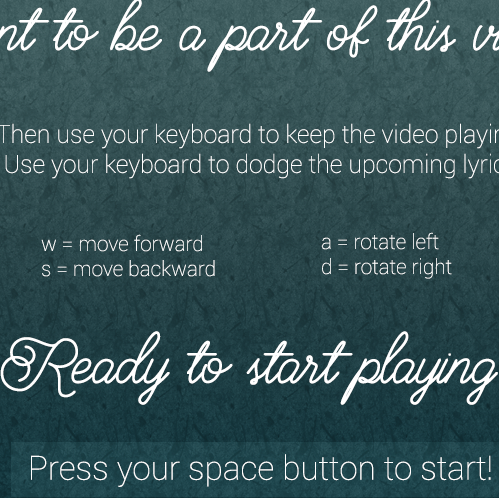 nt to be a part of this vi
Then use your keyboard to keep the video playin
Use your keyboard to dodge the upcoming lyric
w = move forward
s = move backward
a = rotate left
d = rotate right
Ready to start playing
Press your space button to start!